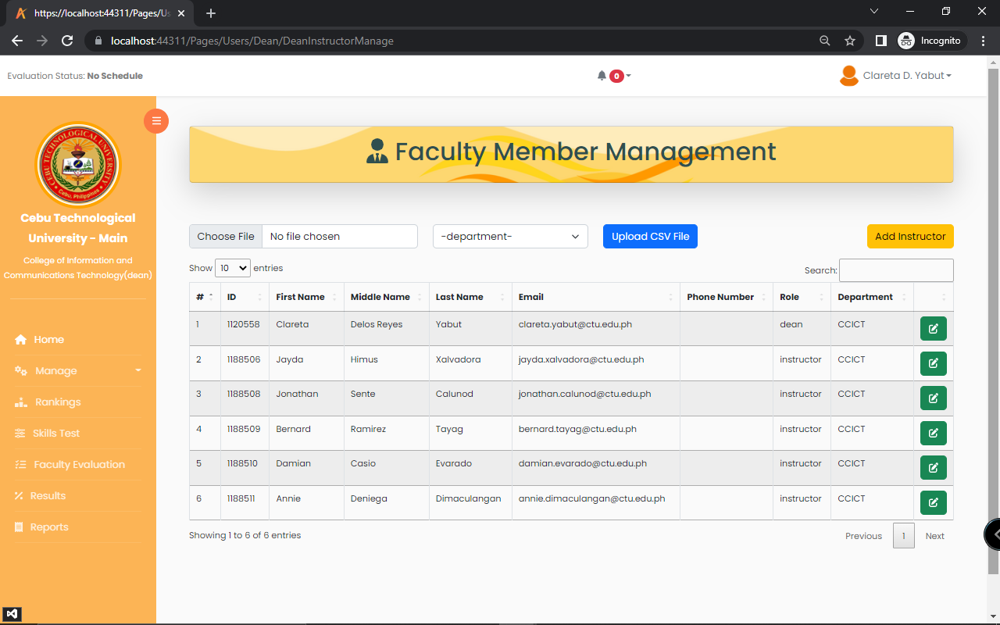 https://localhost:44311/Pages/Us
localhost:44311/Pages/Users/Dean/DeanInstructorManage
Incognito
Evaluation Status: No Schedule
0
Clareta D. Yabut
CEBU TECHNOLOGICAL UNIVERSITY
Cebu, Philippines
Cebu Technological
University - Main
College of Information and
Communications Technology(dean)
Home
Manage
Rankings
Skills Test
Faculty Evaluation
Results
Reports
Faculty Member Management
Choose File No file chosen -department- Upload CSV File Add Instructor
Show 10 entries Search:
# ID First Name Middle Name Last Name Email Phone Number Role Department
1 1120558 Clareta Delos Reyes Yabut clareta.yabut@ctu.edu.ph dean CCICT
2 1188506 Jayda Himus Xalvadora jayda.xalvadora@ctu.edu.ph instructor CCICT
3 1188508 Jonathan Sente Calunod jonathan.calunod@ctu.edu.ph instructor CCICT
4 1188509 Bernard Ramirez Tayag bernard.tayag@ctu.edu.ph instructor CCICT
5 1188510 Damian Casio Evarado damian.evarado@ctu.edu.ph instructor CCICT
6 1188511 Annie Deniega Dimaculangan annie.dimaculangan@ctu.edu.ph instructor CCICT
Showing 1 to 6 of 6 entries Previous 1 Next